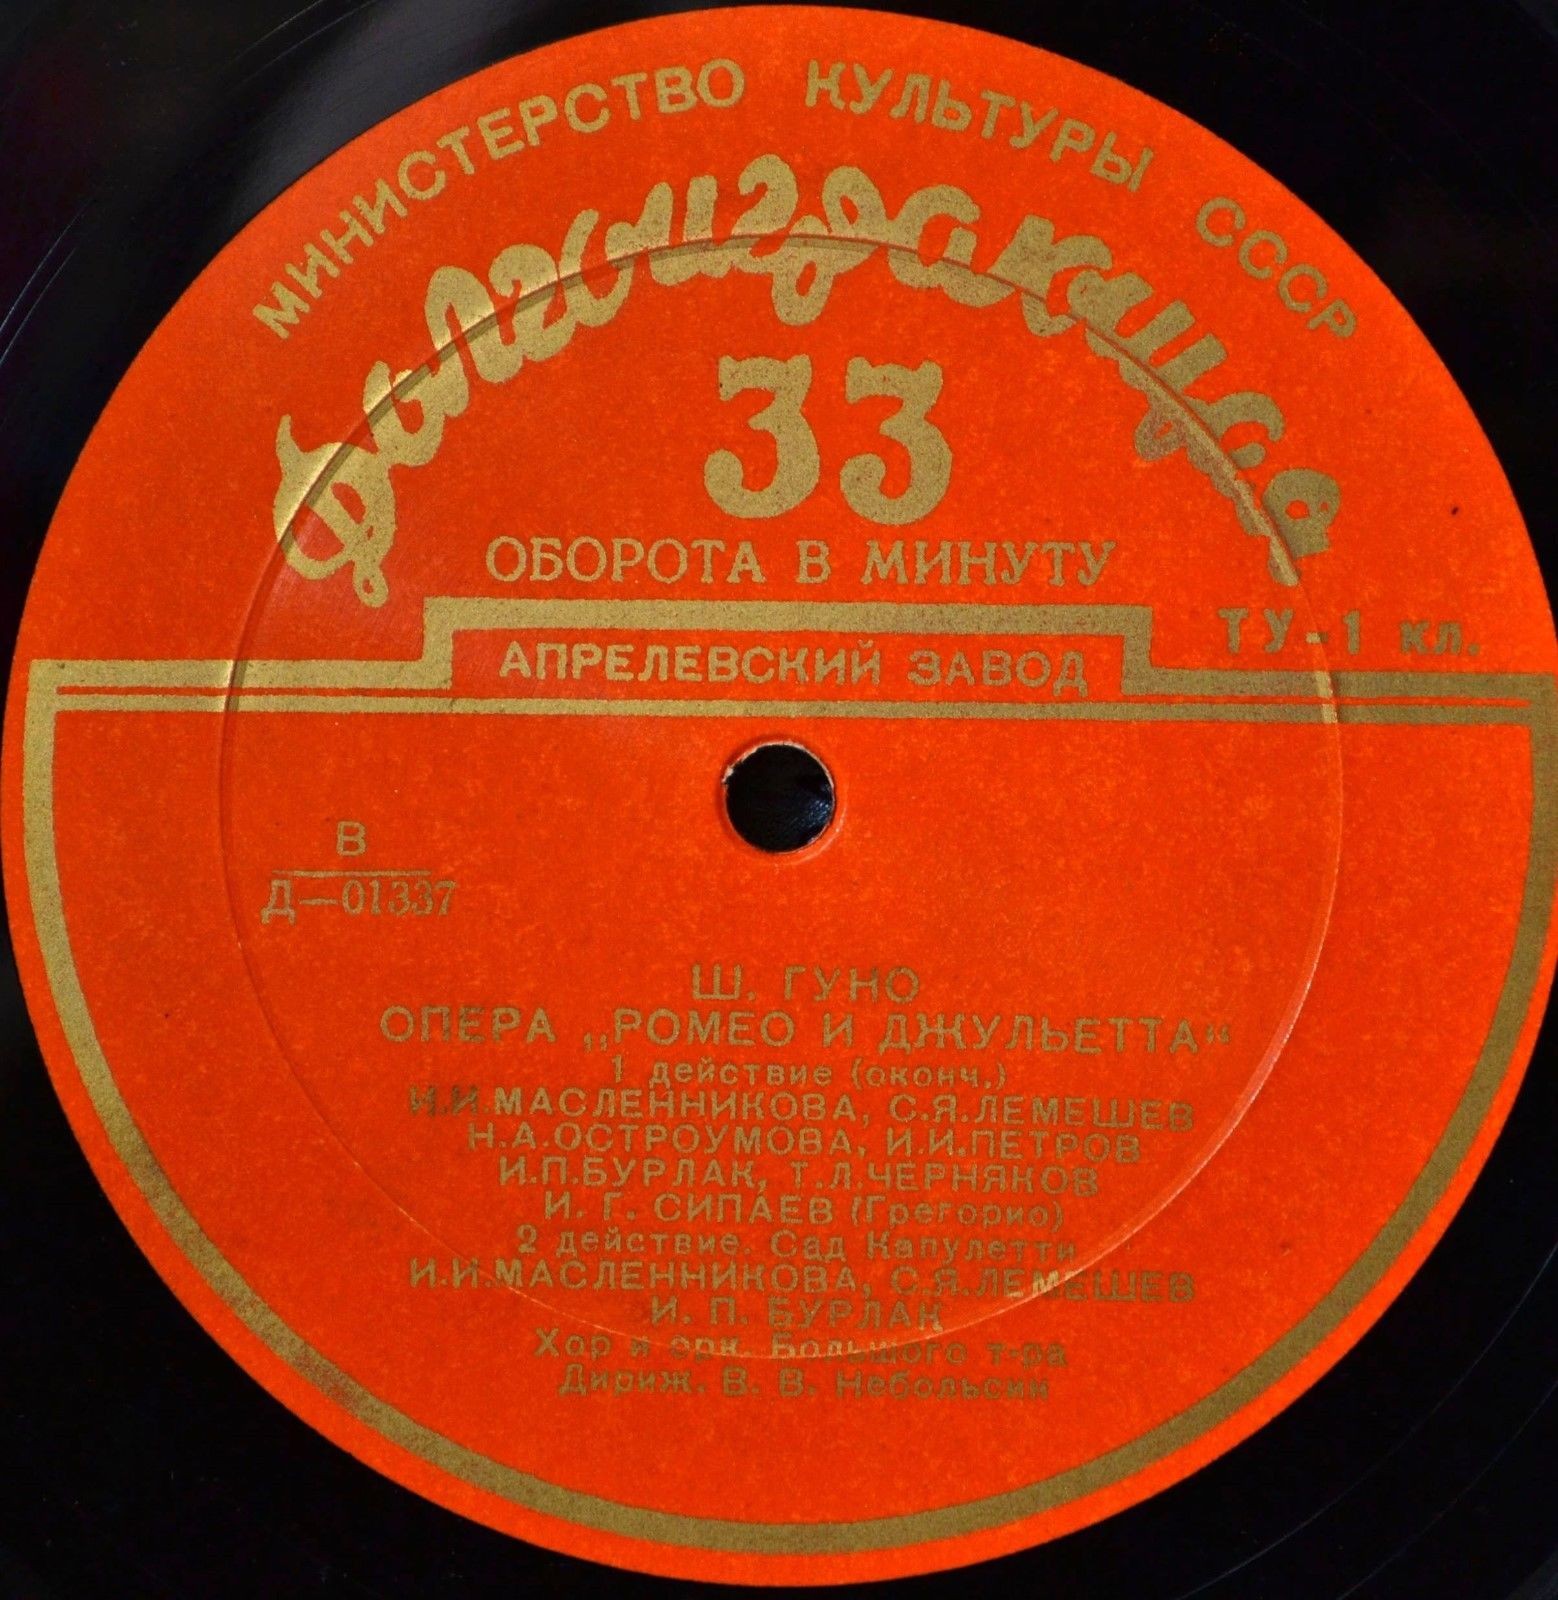 МИНИСТЕРСТВО КУЛЬТУРЫ СССР
Долгоиграющая
33
ОБОРОТА В МИНУТУ
ТУ-1 кл.
АПРЕЛЕВСКИЙ ЗАВОД
В
Д—01337
Ш. ГУНО
ОПЕРА „РОМЕО И ДЖУЛЬЕТТА“
1 действие (оконч.)
И.И.МАСЛЕННИКОВА, С.Я.ЛЕМЕШЕВ
Н.А.ОСТРОУМОВА, И.И.ПЕТРОВ
И.П.БУРЛАК, Т.Л.ЧЕРНЯКОВ
И. Г. СИПАЕВ (Грегорио)
2 действие. Сад Капулетти
И.И.МАСЛЕННИКОВА, С.Я.ЛЕМЕШЕВ
И. П. БУРЛАК
Хор и орк. Большого т-ра
Дириж. В. В. Небольсин